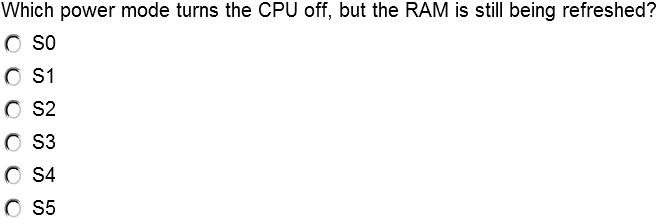 Which power mode turns the CPU off, but the RAM is still being refreshed?
S0
S1
S2
S3
S4
S5